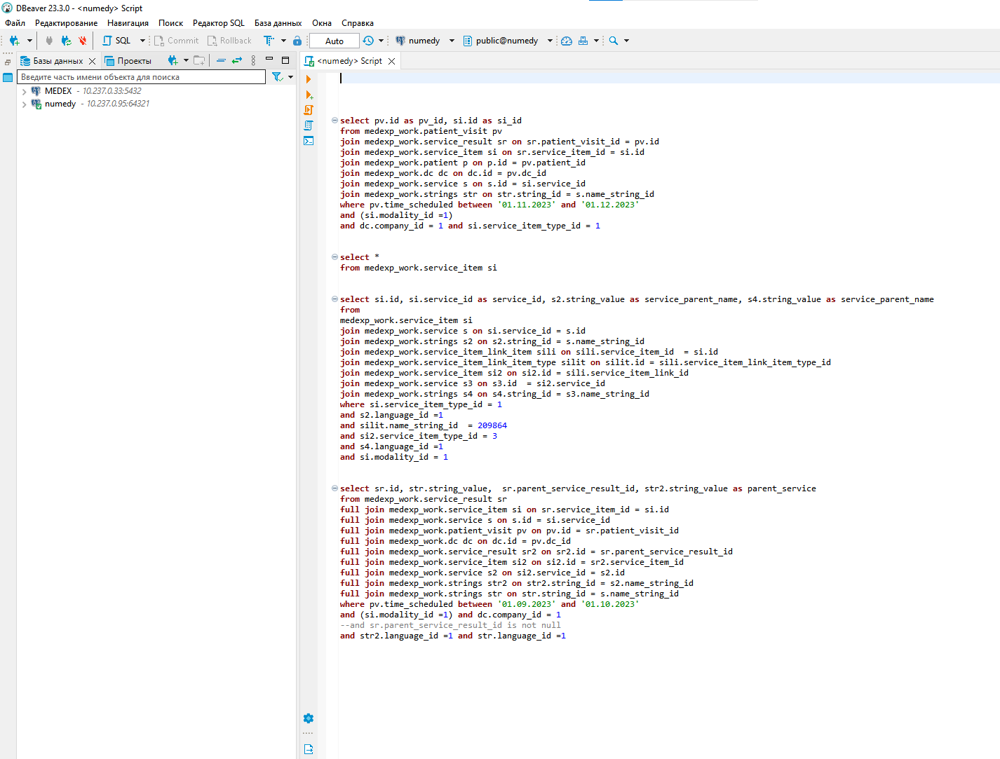 DBeaver 23.3.0 - <numedy> Script
Файл Редактирование Навигация Поиск Редактор SQL База данных Окна Справка
SQL Commit Rollback Auto numedy public@numedy
Базы данных Проекты
<numedy> Script
Введите часть имени объекта для поиска
MEDEX - 10.237.0.33:5432
numedy - 10.237.0.95:64321
select pv.id as pv_id, si.id as si_id
from medexp_work.patient_visit pv
join medexp_work.service_result sr on sr.patient_visit_id = pv.id
join medexp_work.service_item si on sr.service_item_id = si.id
join medexp_work.patient p on p.id = pv.patient_id
join medexp_work.dc dc on dc.id = pv.dc_id
join medexp_work.service s on s.id = si.service_id
join medexp_work.strings str on str.string_id = s.name_string_id
where pv.time_scheduled between '01.11.2023' and '01.12.2023'
and (si.modality_id =1)
and dc.company_id = 1 and si.service_item_type_id = 1
select *
from medexp_work.service_item si
select si.id, si.service_id as service_id, s2.string_value as service_parent_name, s4.string_value as service_parent_name
from
medexp_work.service_item si
join medexp_work.service s on si.service_id = s.id
join medexp_work.strings s2 on s2.string_id = s.name_string_id
join medexp_work.service_item_link_item sili on sili.service_item_id  = si.id
join medexp_work.service_item_link_item_type silit on silit.id = sili.service_item_link_item_type_id
join medexp_work.service_item si2 on si2.id = sili.service_item_link_id
join medexp_work.service s3 on s3.id  = si2.service_id
join medexp_work.strings s4 on s4.string_id = s3.name_string_id
where si.service_item_type_id = 1
and s2.language_id =1
and silit.name_string_id  = 209864
and si2.service_item_type_id = 3
and s4.language_id =1
and si.modality_id = 1
select sr.id, str.string_value,  sr.parent_service_result_id, str2.string_value as parent_service
from medexp_work.service_result sr
full join medexp_work.service_item si on sr.service_item_id = si.id
full join medexp_work.service s on s.id = si.service_id
full join medexp_work.patient_visit pv on pv.id = sr.patient_visit_id
full join medexp_work.dc dc on dc.id = pv.dc_id
full join medexp_work.service_result sr2 on sr2.id = sr.parent_service_result_id
full join medexp_work.service_item si2 on si2.id = sr2.service_item_id
full join medexp_work.service s2 on si2.service_id = s2.id
full join medexp_work.strings str2 on str2.string_id = s2.name_string_id
full join medexp_work.strings str on str.string_id = s.name_string_id
where pv.time_scheduled between '01.09.2023' and '01.10.2023'
and (si.modality_id =1) and dc.company_id = 1
--and sr.parent_service_result_id is not null
and str2.language_id =1 and str.language_id =1